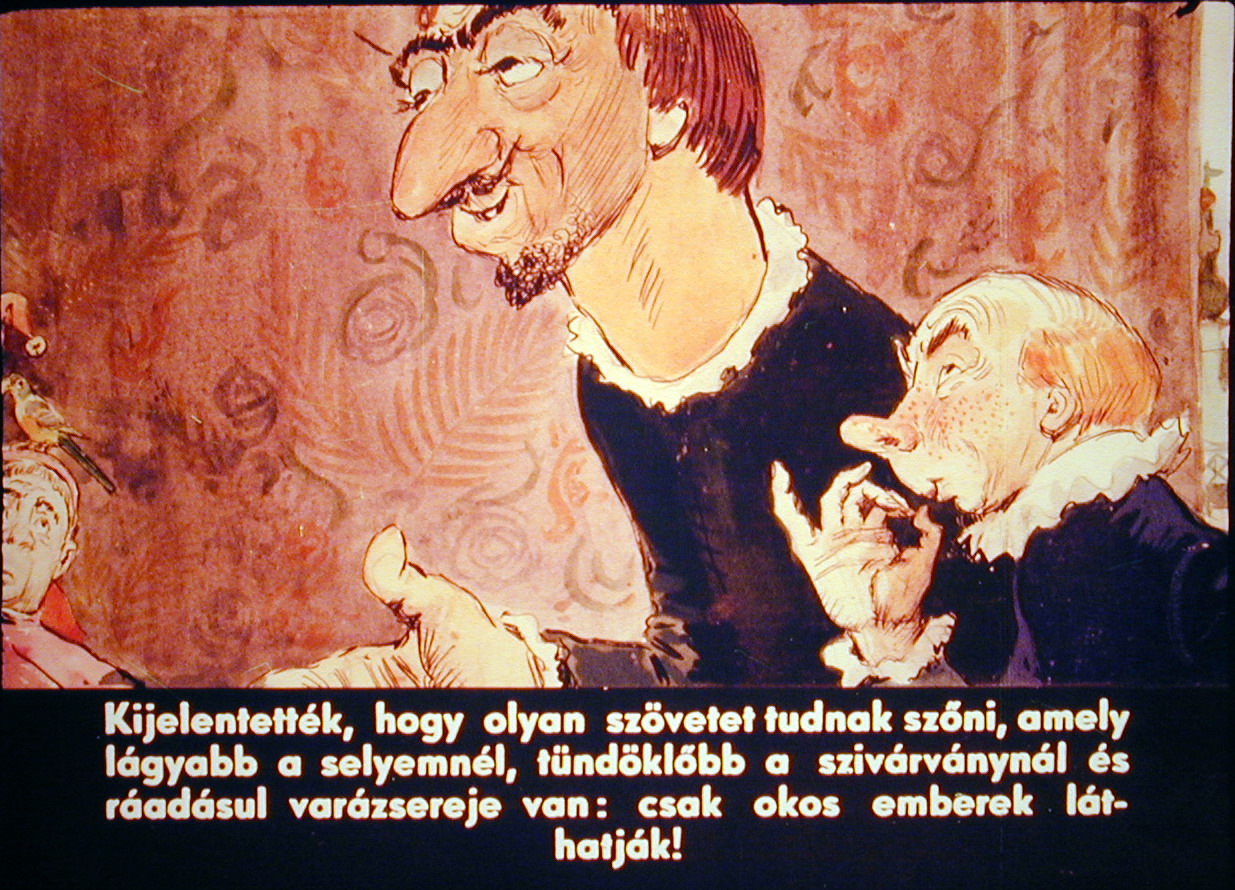 Kijelentették, hogy olyan szövetet tudnak szőni, amely
lágyabb a selyemnél, tündöklőbb a szivárványnál és
ráadásul varázsereje van: csak okos emberek lát-
hatják!